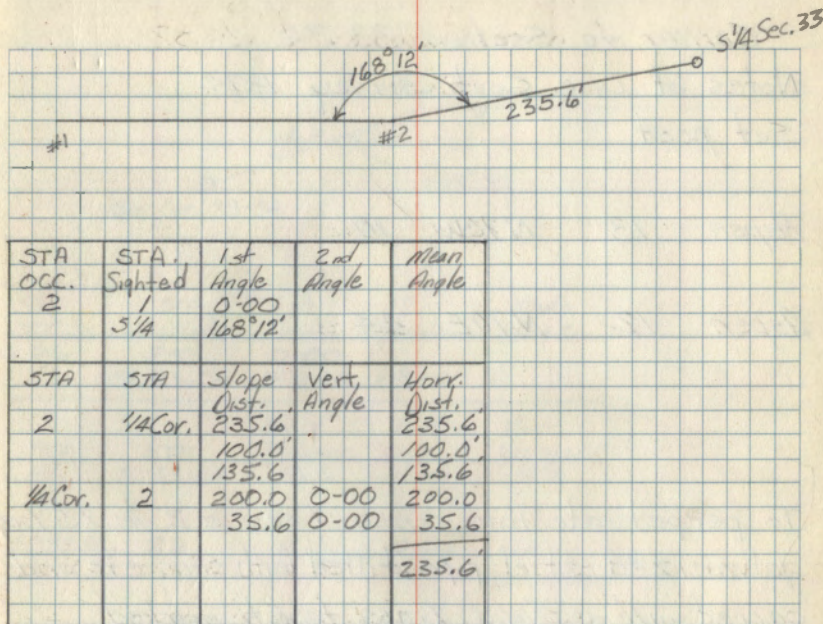 S 1/4 Sec. 33
168°12'
235.6'
#1
#2
STA OCC. STA. Sighted 1st Angle 2nd Angle Mean Angle
2 1 0-00
S 1/4 168°12'
STA STA Slope Dist. Vert. Angle Horr. Dist.
2 1/4 Cor. 235.6' 235.6'
100.0' 100.0'
135.6 135.6
1/4 Cor. 2 200.0 0-00 200.0
35.6 0-00 35.6
235.6'